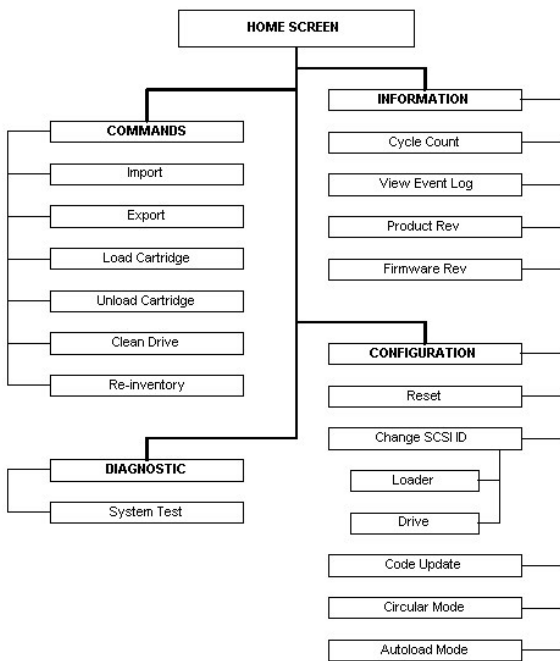 HOME SCREEN
COMMANDS
Import
Export
Load Cartridge
Unload Cartridge
Clean Drive
Re-inventory
DIAGNOSTIC
System Test
INFORMATION
Cycle Count
View Event Log
Product Rev
Firmware Rev
CONFIGURATION
Reset
Change SCSI ID
Loader
Drive
Code Update
Circular Mode
Autoload Mode